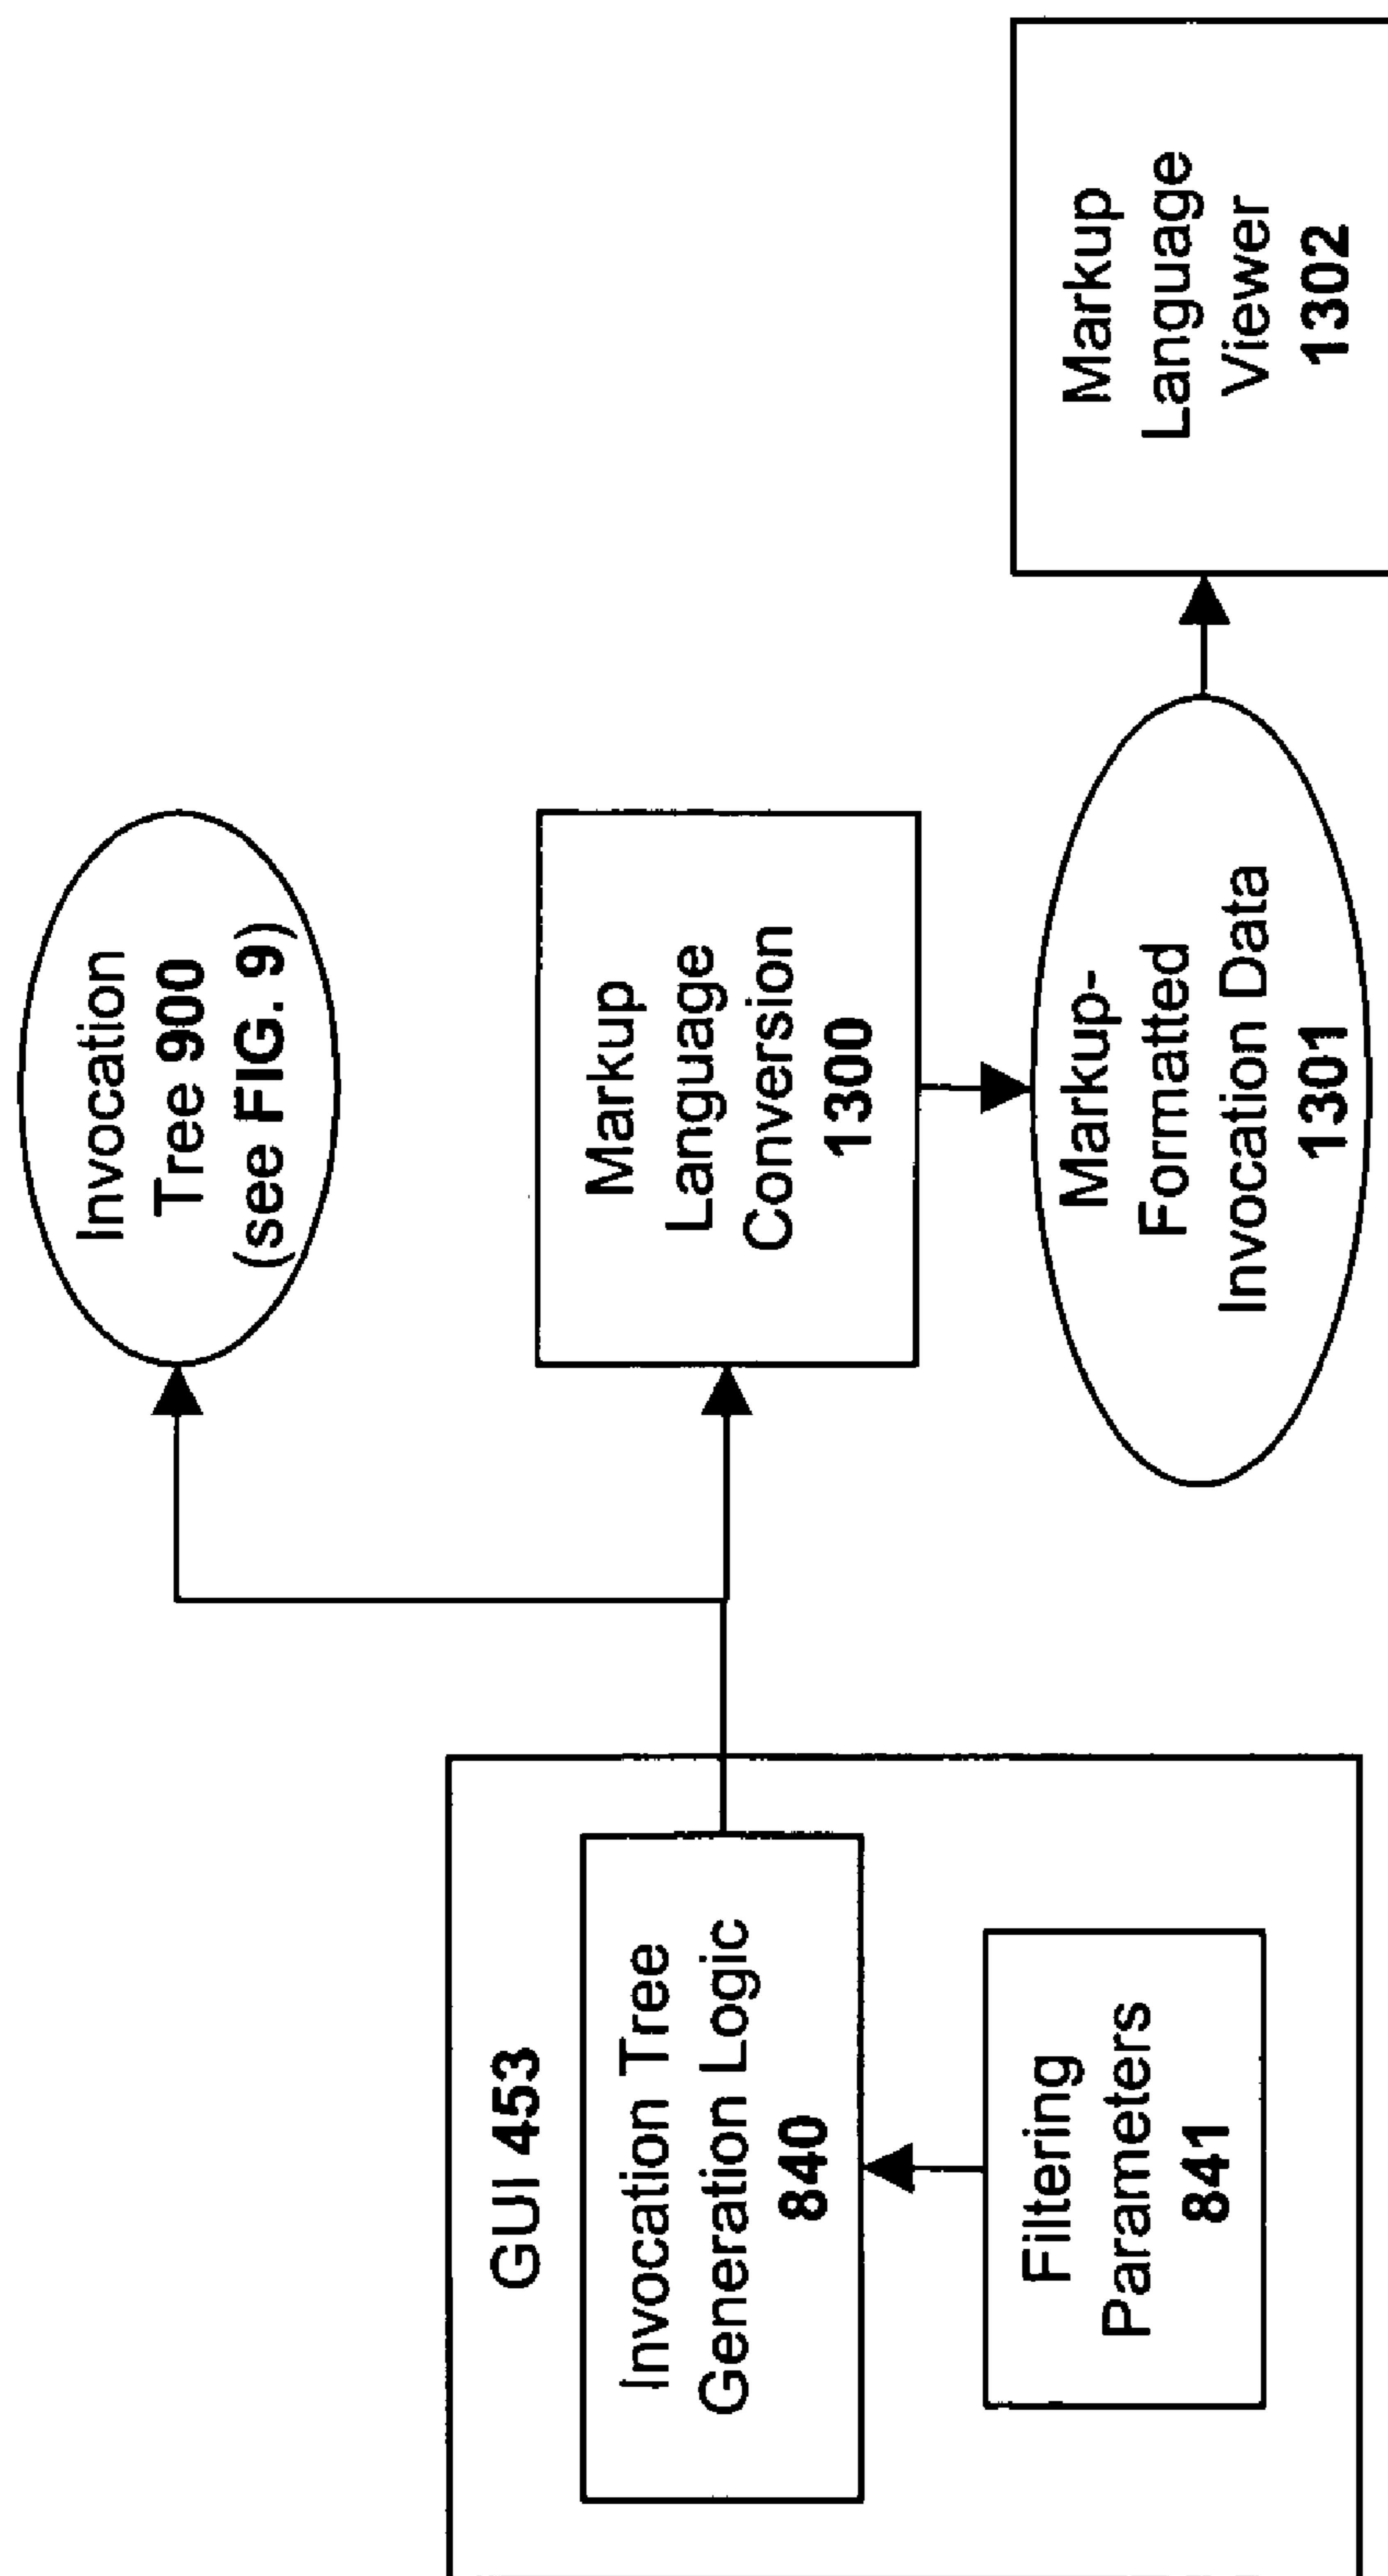 GUI 453
Invocation Tree
Generation Logic
840
Filtering
Parameters
841
Invocation
Tree 900
(see FIG. 9)
Markup
Language
Conversion
1300
Markup-
Formatted
Invocation Data
1301
Markup
Language
Viewer
1302